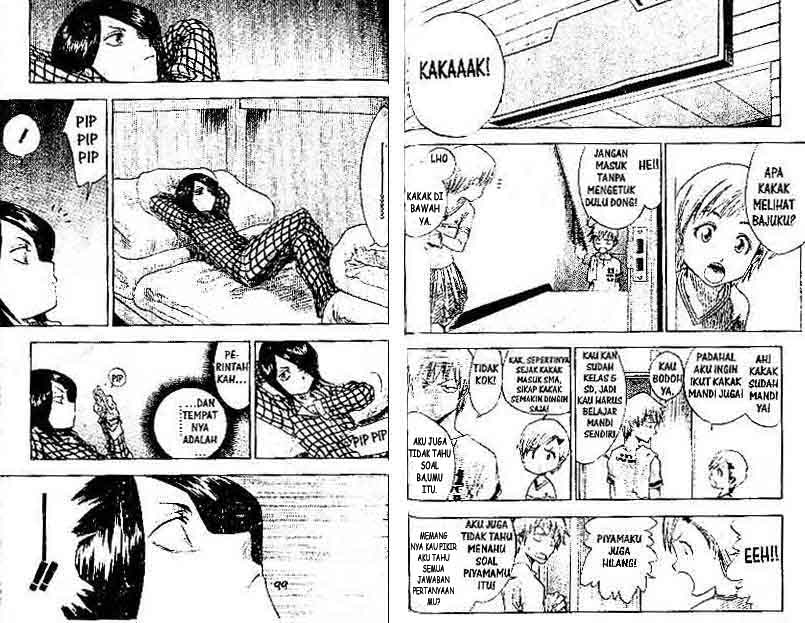 KAKAAAK!
APA
KAKAK
MELIHAT
BAJUKU?
HE!!
JANGAN
MASUK
TANPA
MENGETUK
DULU DONG!
LHO
KAKAK DI
BAWAH
YA.
AH!
KAKAK
SUDAH
MANDI
YA!
PADAHAL
AKU INGIN
IKUT KAKAK
MANDI JUGA!
KAU
BODOH
YA,
KAU KAN
SUDAH
KELAS 5
SD, JADI
KAU HARUS
BELAJAR
MANDI
SENDIRI!
KAK, SEPERTINYA
SEJAK KAKAK
MASUK SMA,
SIKAP KAKAK
SEMAKIN DINGIN
SAJA!
TIDAK
KOK!
AKU JUGA
TIDAK TAHU
SOAL
BAJUMU
ITU.
EEH!!
PIYAMAKU
JUGA
HILANG!
AKU JUGA
TIDAK TAHU
MENAHU
SOAL
PIYAMAMU
ITU!
MEMANG
NYA KAU PIKIR
AKU TAHU
SEMUA
JAWABAN
PERTANYAAN
MU?
PIP
PIP
PIP
!
PIP PIP
PE-
RINTAH
KAH...
...DAN
TEMPAT
NYA
ADALAH
PIP
!!
99